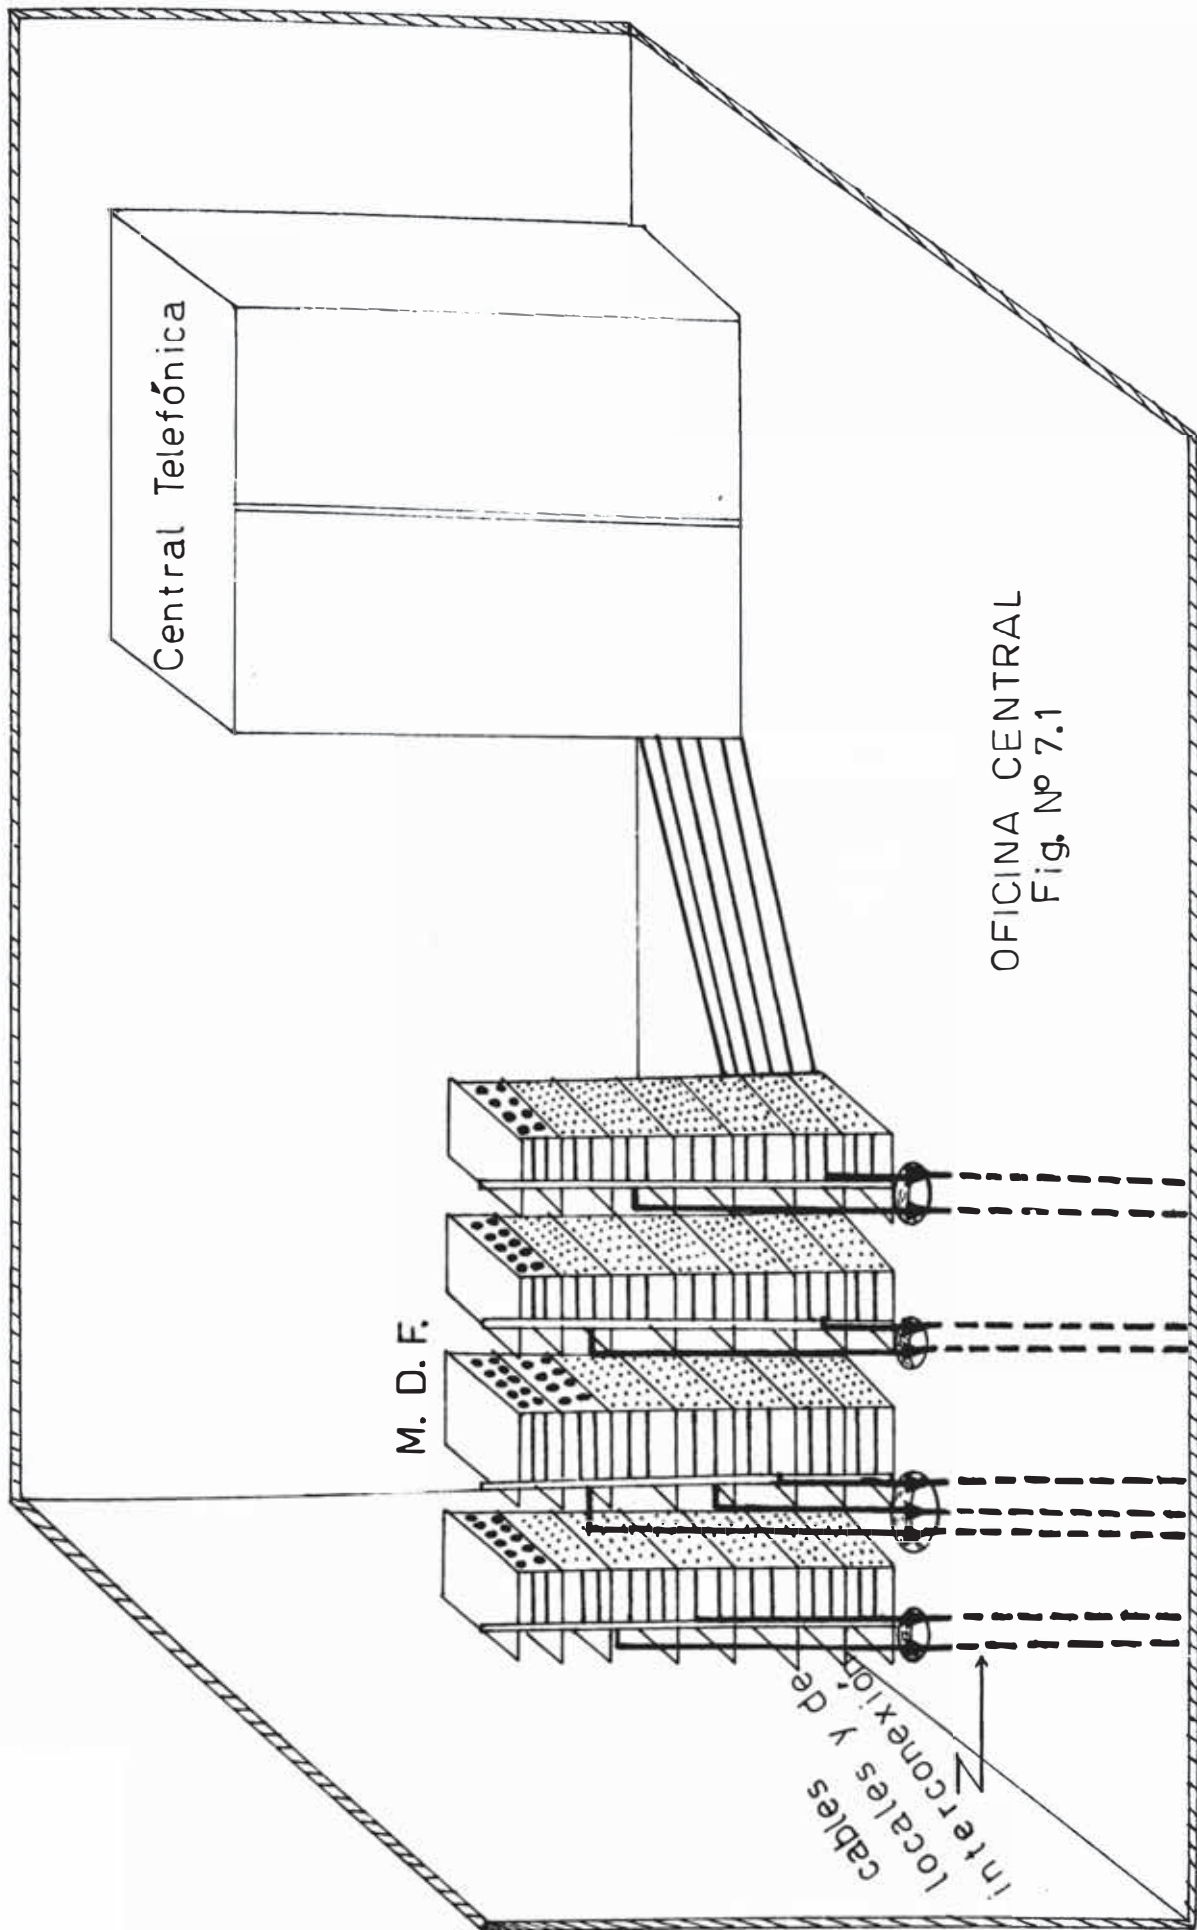 Central Telefónica
M. D. F.
cables
locales y de
interconexión
OFICINA CENTRAL
Fig. Nº 7.1